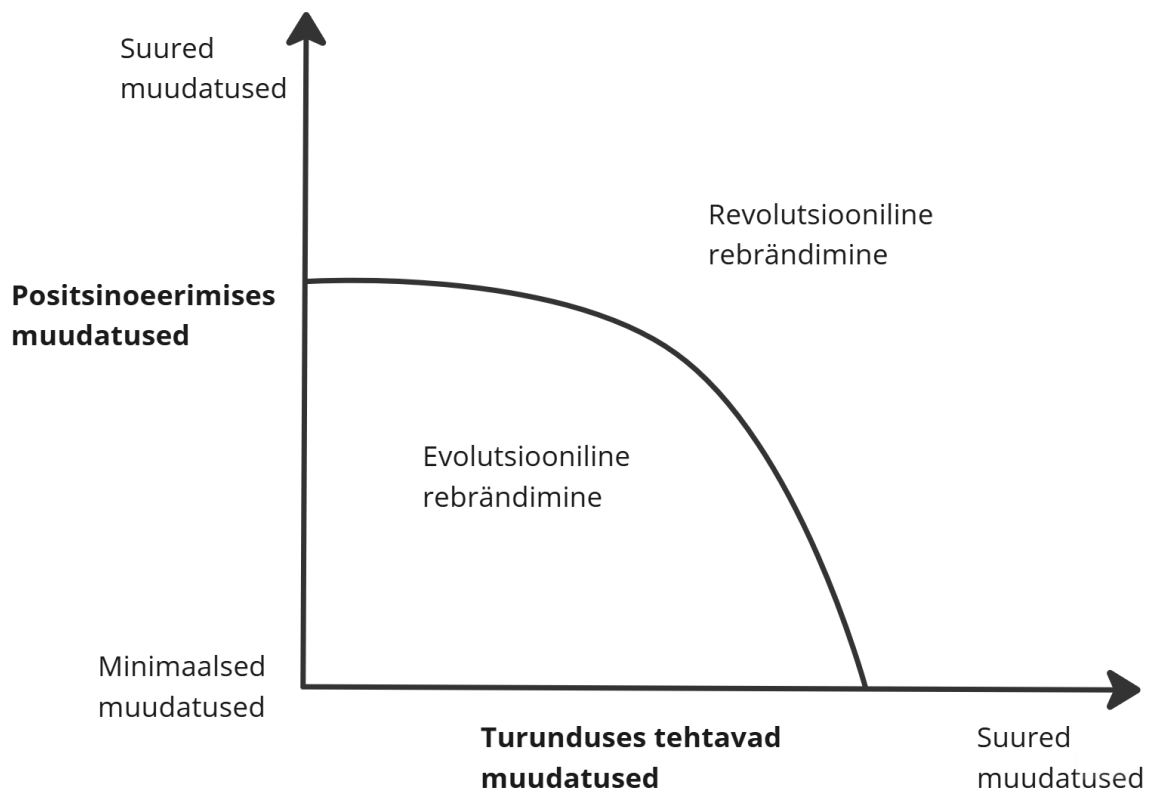 Suured
muudatused
Revolutsiooniline
rebrändimine
Positsinoeerimises
muudatused
Evolutsiooniline
rebrändimine
Minimaalsed
muudatused
Turunduses tehtavad
muudatused
Suured
muudatused